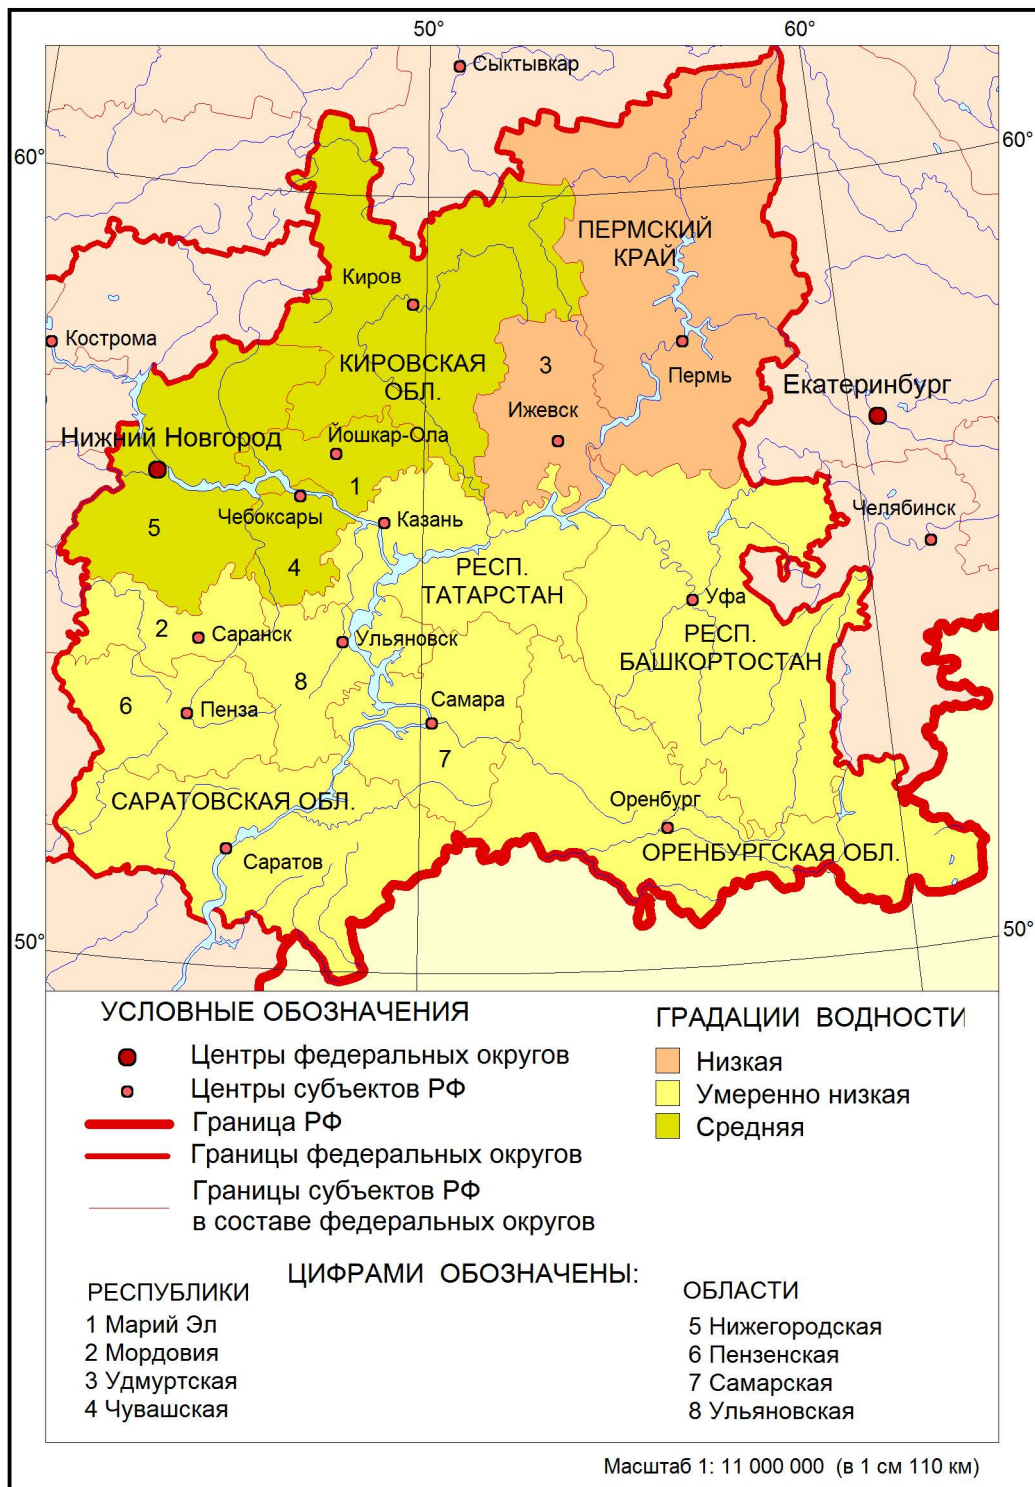 50°
60°
Сыктывкар
60°
60°
ПЕРМСКИЙ
КРАЙ
Киров
Кострома
КИРОВСКАЯ
ОБЛ.
3
Пермь
Екатеринбург
Ижевск
Нижний Новгород
Йошкар-Ола
1
Чебоксары
Казань
Челябинск
5
4
РЕСП.
ТАТАРСТАН
Уфа
2
Саранск
Ульяновск
РЕСП.
БАШКОРТОСТАН
8
6
Пенза
Самара
7
САРАТОВСКАЯ ОБЛ.
Оренбург
Саратов
ОРЕНБУРГСКАЯ ОБЛ.
50°
50°
УСЛОВНЫЕ ОБОЗНАЧЕНИЯ
Центры федеральных округов
Центры субъектов РФ
Граница РФ
Границы федеральных округов
Границы субъектов РФ
в составе федеральных округов
ГРАДАЦИИ ВОДНОСТИ
Низкая
Умеренно низкая
Средняя
ЦИФРАМИ ОБОЗНАЧЕНЫ:
РЕСПУБЛИКИ
1 Марий Эл
2 Мордовия
3 Удмуртская
4 Чувашская
ОБЛАСТИ
5 Нижегородская
6 Пензенская
7 Самарская
8 Ульяновская
Масштаб 1: 11 000 000 (в 1 см 110 км)